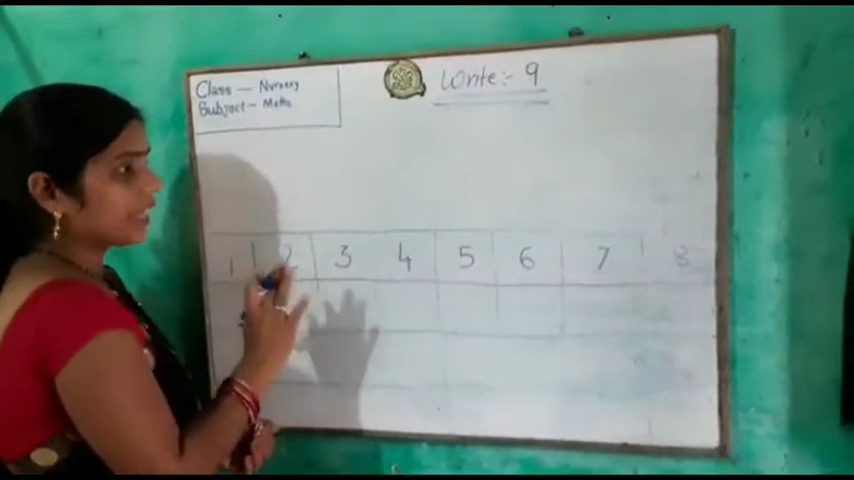 Class — Nursery
Subject - Maths
Write:- 9
1 2 3 4 5 6 7 8